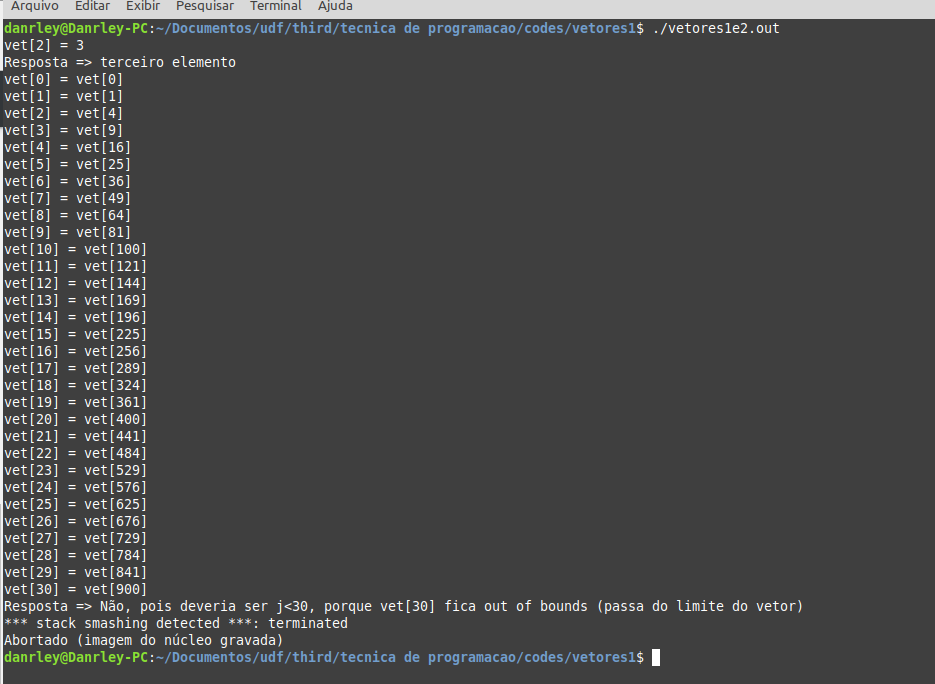 Arquivo Editar Exibir Pesquisar Terminal Ajuda
danrley@Danrley-PC:~/Documentos/udf/third/tecnica de programacao/codes/vetores1$ ./vetores1e2.out
vet[2] = 3
Resposta => terceiro elemento
vet[0] = vet[0]
vet[1] = vet[1]
vet[2] = vet[4]
vet[3] = vet[9]
vet[4] = vet[16]
vet[5] = vet[25]
vet[6] = vet[36]
vet[7] = vet[49]
vet[8] = vet[64]
vet[9] = vet[81]
vet[10] = vet[100]
vet[11] = vet[121]
vet[12] = vet[144]
vet[13] = vet[169]
vet[14] = vet[196]
vet[15] = vet[225]
vet[16] = vet[256]
vet[17] = vet[289]
vet[18] = vet[324]
vet[19] = vet[361]
vet[20] = vet[400]
vet[21] = vet[441]
vet[22] = vet[484]
vet[23] = vet[529]
vet[24] = vet[576]
vet[25] = vet[625]
vet[26] = vet[676]
vet[27] = vet[729]
vet[28] = vet[784]
vet[29] = vet[841]
vet[30] = vet[900]
Resposta => Não, pois deveria ser j<30, porque vet[30] fica out of bounds (passa do limite do vetor)
*** stack smashing detected ***: terminated
Abortado (imagem do núcleo gravada)
danrley@Danrley-PC:~/Documentos/udf/third/tecnica de programacao/codes/vetores1$